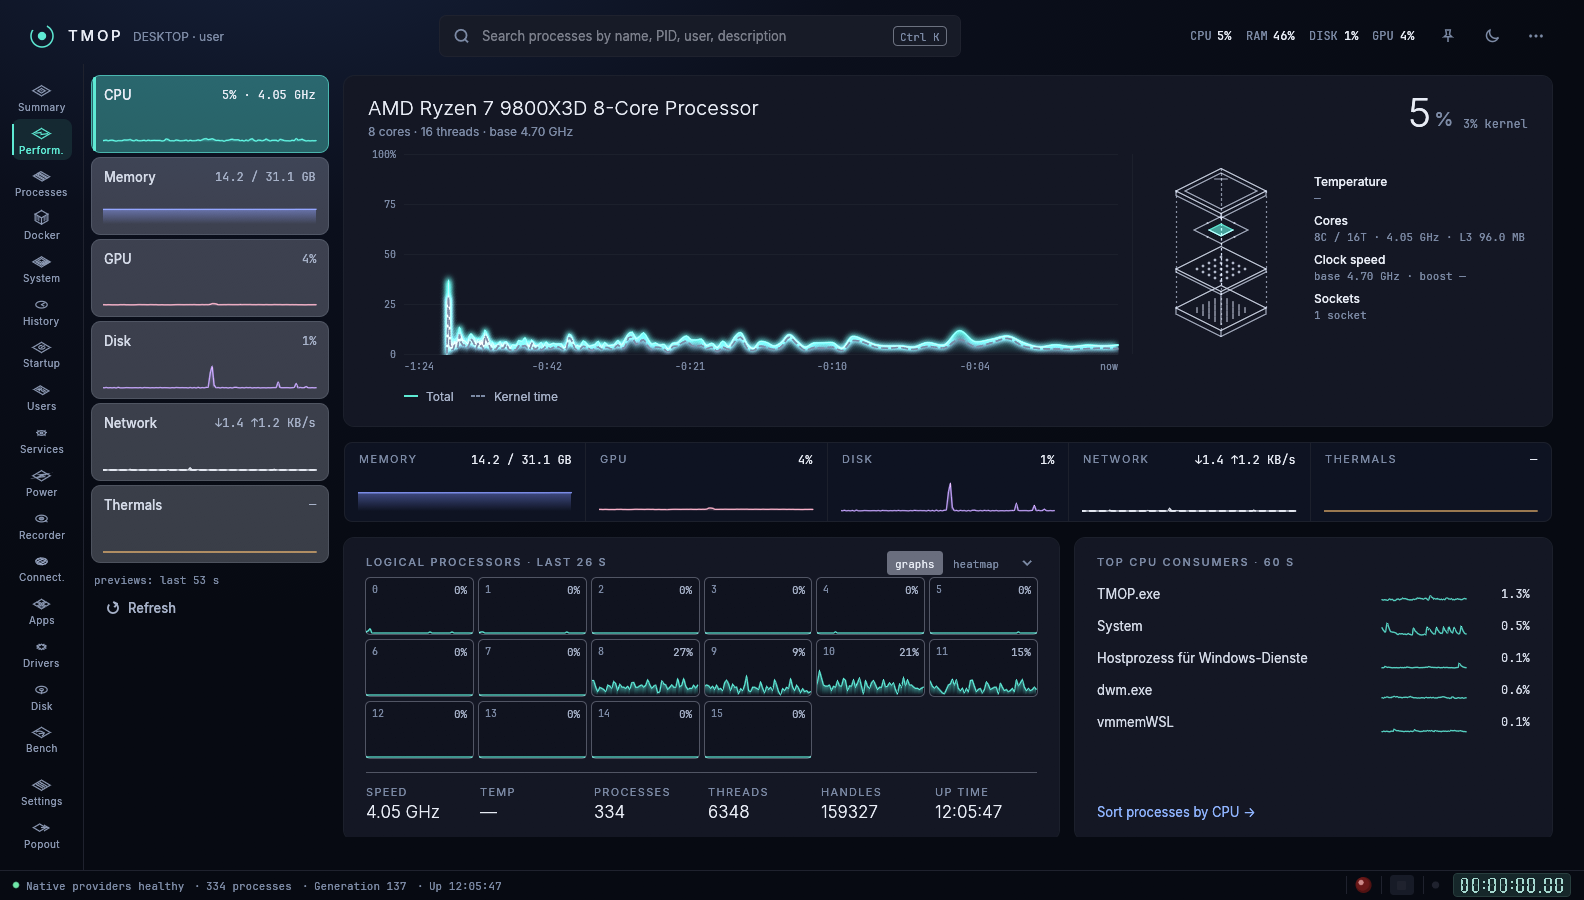 TMOP DESKTOP · user
Search processes by name, PID, user, description Ctrl K
CPU 5% RAM 46% DISK 1% GPU 4%
Summary
Perform.
Processes
Docker
System
History
Startup
Users
Services
Power
Recorder
Connect.
Apps
Drivers
Disk
Bench
Settings
Popout
CPU 5% · 4.05 GHz
Memory 14.2 / 31.1 GB
GPU 4%
Disk 1%
Network ↓1.4 ↑1.2 KB/s
Thermals —
previews: last 53 s
Refresh
AMD Ryzen 7 9800X3D 8-Core Processor
8 cores · 16 threads · base 4.70 GHz
5 % 3% kernel
100%
75
50
25
0
-1:24 -0:42 -0:21 -0:10 -0:04 now
Total Kernel time
Temperature
—
Cores
8C / 16T · 4.05 GHz · L3 96.0 MB
Clock speed
base 4.70 GHz · boost —
Sockets
1 socket
MEMORY 14.2 / 31.1 GB
GPU 4%
DISK 1%
NETWORK ↓1.4 ↑1.2 KB/s
THERMALS —
LOGICAL PROCESSORS · LAST 26 S
graphs heatmap
0 0% 1 0% 2 0% 3 0% 4 0% 5 0%
6 0% 7 0% 8 27% 9 9% 10 21% 11 15%
12 0% 13 0% 14 0% 15 0%
SPEED TEMP PROCESSES THREADS HANDLES UP TIME
4.05 GHz — 334 6348 159327 12:05:47
TOP CPU CONSUMERS · 60 S
TMOP.exe 1.3%
System 0.5%
Hostprozess für Windows-Dienste 0.1%
dwm.exe 0.6%
vmmemWSL 0.1%
Sort processes by CPU →
Native providers healthy · 334 processes · Generation 137 · Up 12:05:47
00:00:00.00